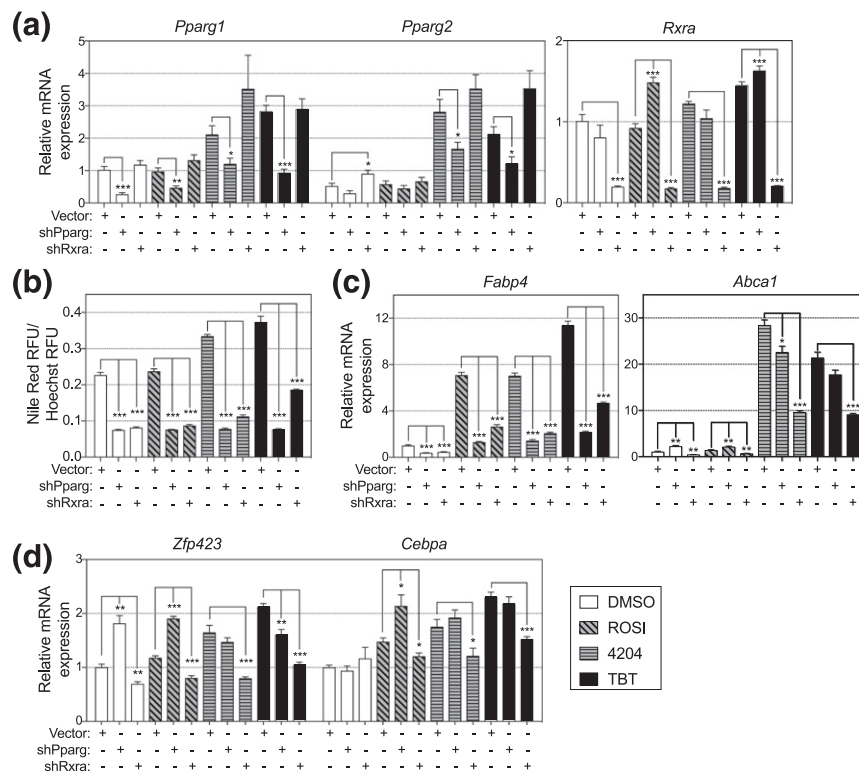 (a)
Pparg1 Pparg2 Rxra
Relative mRNA
expression
5
4
3
2
1
0
2
1
0
*** ** * *** * * * *** *** *** *** ***
Vector: + - - + - - + - - + - - + - - + - - + - - + - - + - - + - - + - - + - -
shPparg: - + - - + - - + - - + - - + - - + - - + - - + - - + - - + - - + - - + -
shRxra: - - + - - + - - + - - + - - + - - + - - + - - + - - + - - + - - + - - +
(b)
Nile Red RFU/
Hoechst RFU
0.4
0.3
0.2
0.1
0.0
*** *** *** *** *** *** *** ***
Vector: + - - + - - + - - + - -
shPparg: - + - - + - - + - - + -
shRxra: - - + - - + - - + - - +
(c)
Fabp4 Abca1
Relative mRNA
expression
12
8
4
0
30
20
10
0
*** *** *** *** *** *** *** *** ** ** ** ** * *** ***
Vector: + - - + - - + - - + - - + - - + - - + - - + - -
shPparg: - + - - + - - + - - + - - + - - + - - + - - + -
shRxra: - - + - - + - - + - - + - - + - - + - - + - - +
(d)
Zfp423 Cebpa
Relative mRNA
expression
3
2
1
0
** ** *** *** *** ** *** * * * ***
Vector: + - - + - - + - - + - - + - - + - - + - - + - -
shPparg: - + - - + - - + - - + - - + - - + - - + - - + -
shRxra: - - + - - + - - + - - + - - + - - + - - + - - +
DMSO
ROSI
4204
TBT